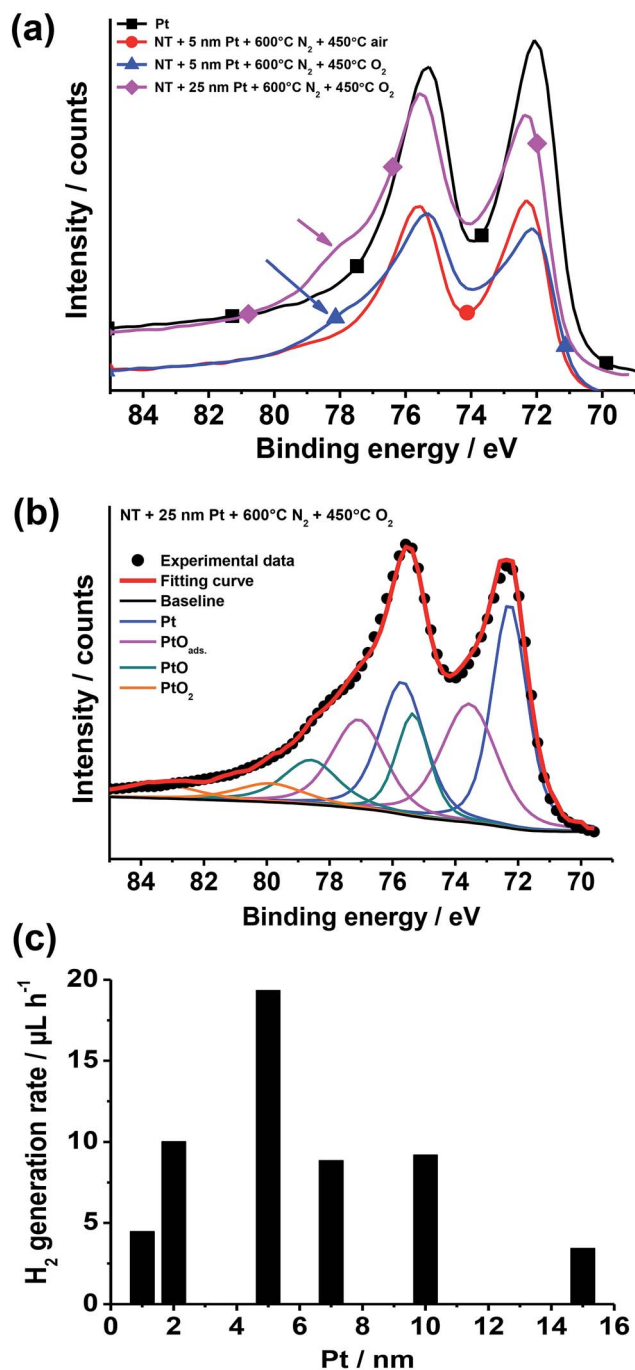 (a)
Pt
NT + 5 nm Pt + 600°C N₂ + 450°C air
NT + 5 nm Pt + 600°C N₂ + 450°C O₂
NT + 25 nm Pt + 600°C N₂ + 450°C O₂
Intensity / counts
84 82 80 78 76 74 72 70
Binding energy / eV
(b)
NT + 25 nm Pt + 600°C N₂ + 450°C O₂
Experimental data
Fitting curve
Baseline
Pt
PtOads.
PtO
PtO₂
Intensity / counts
84 82 80 78 76 74 72 70
Binding energy / eV
(c)
20
15
10
5
0
H₂ generation rate / µL h⁻¹
0 2 4 6 8 10 12 14 16
Pt / nm